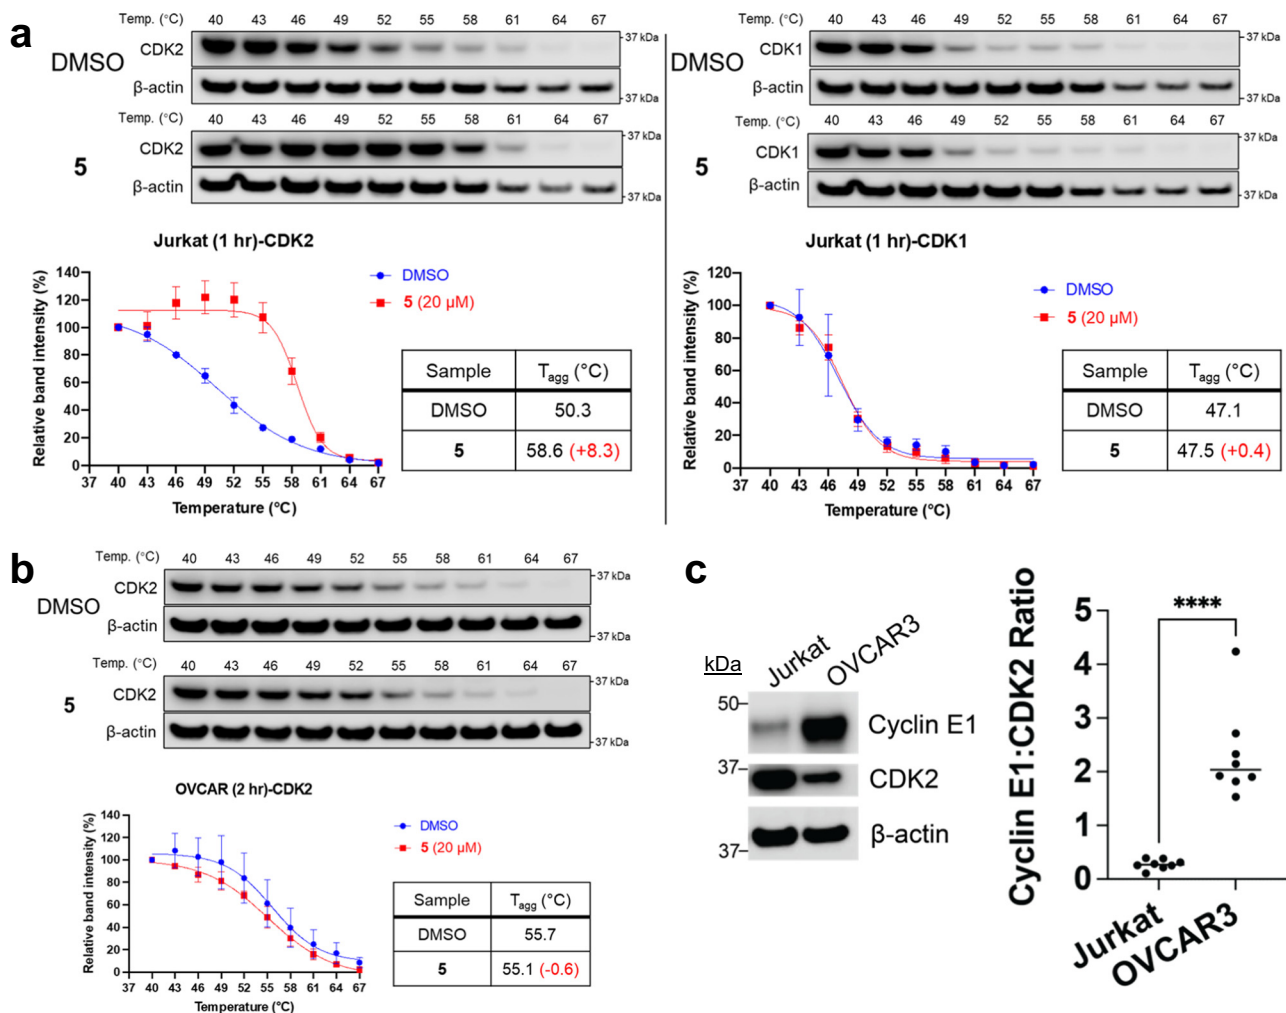 a
Temp. (°C) 40 43 46 49 52 55 58 61 64 67
DMSO
CDK2
37 kDa
β-actin
37 kDa
Temp. (°C) 40 43 46 49 52 55 58 61 64 67
5
CDK2
37 kDa
β-actin
37 kDa
Jurkat (1 hr)-CDK2
Relative band intensity (%)
140
120
100
80
60
40
20
0
37 40 43 46 49 52 55 58 61 64 67
Temperature (°C)
DMSO
5 (20 μM)
Sample Tagg (°C)
DMSO 50.3
5 58.6 (+8.3)
Temp. (°C) 40 43 46 49 52 55 58 61 64 67
DMSO
CDK1
37 kDa
β-actin
37 kDa
Temp. (°C) 40 43 46 49 52 55 58 61 64 67
5
CDK1
37 kDa
β-actin
37 kDa
Jurkat (1 hr)-CDK1
Relative band intensity (%)
120
100
80
60
40
20
0
37 40 43 46 49 52 55 58 61 64 67
Temperature (°C)
DMSO
5 (20 μM)
Sample Tagg (°C)
DMSO 47.1
5 47.5 (+0.4)
b
Temp. (°C) 40 43 46 49 52 55 58 61 64 67
DMSO
CDK2
37 kDa
β-actin
37 kDa
Temp. (°C) 40 43 46 49 52 55 58 61 64 67
5
CDK2
37 kDa
β-actin
37 kDa
OVCAR (2 hr)-CDK2
Relative band intensity (%)
140
120
100
80
60
40
20
0
37 40 43 46 49 52 55 58 61 64 67
Temperature (°C)
DMSO
5 (20 μM)
Sample Tagg (°C)
DMSO 55.7
5 55.1 (-0.6)
c
kDa
Jurkat
OVCAR3
50
Cyclin E1
37
CDK2
β-actin
37
Cyclin E1:CDK2 Ratio
5
4
3
2
1
0
****
Jurkat
OVCAR3